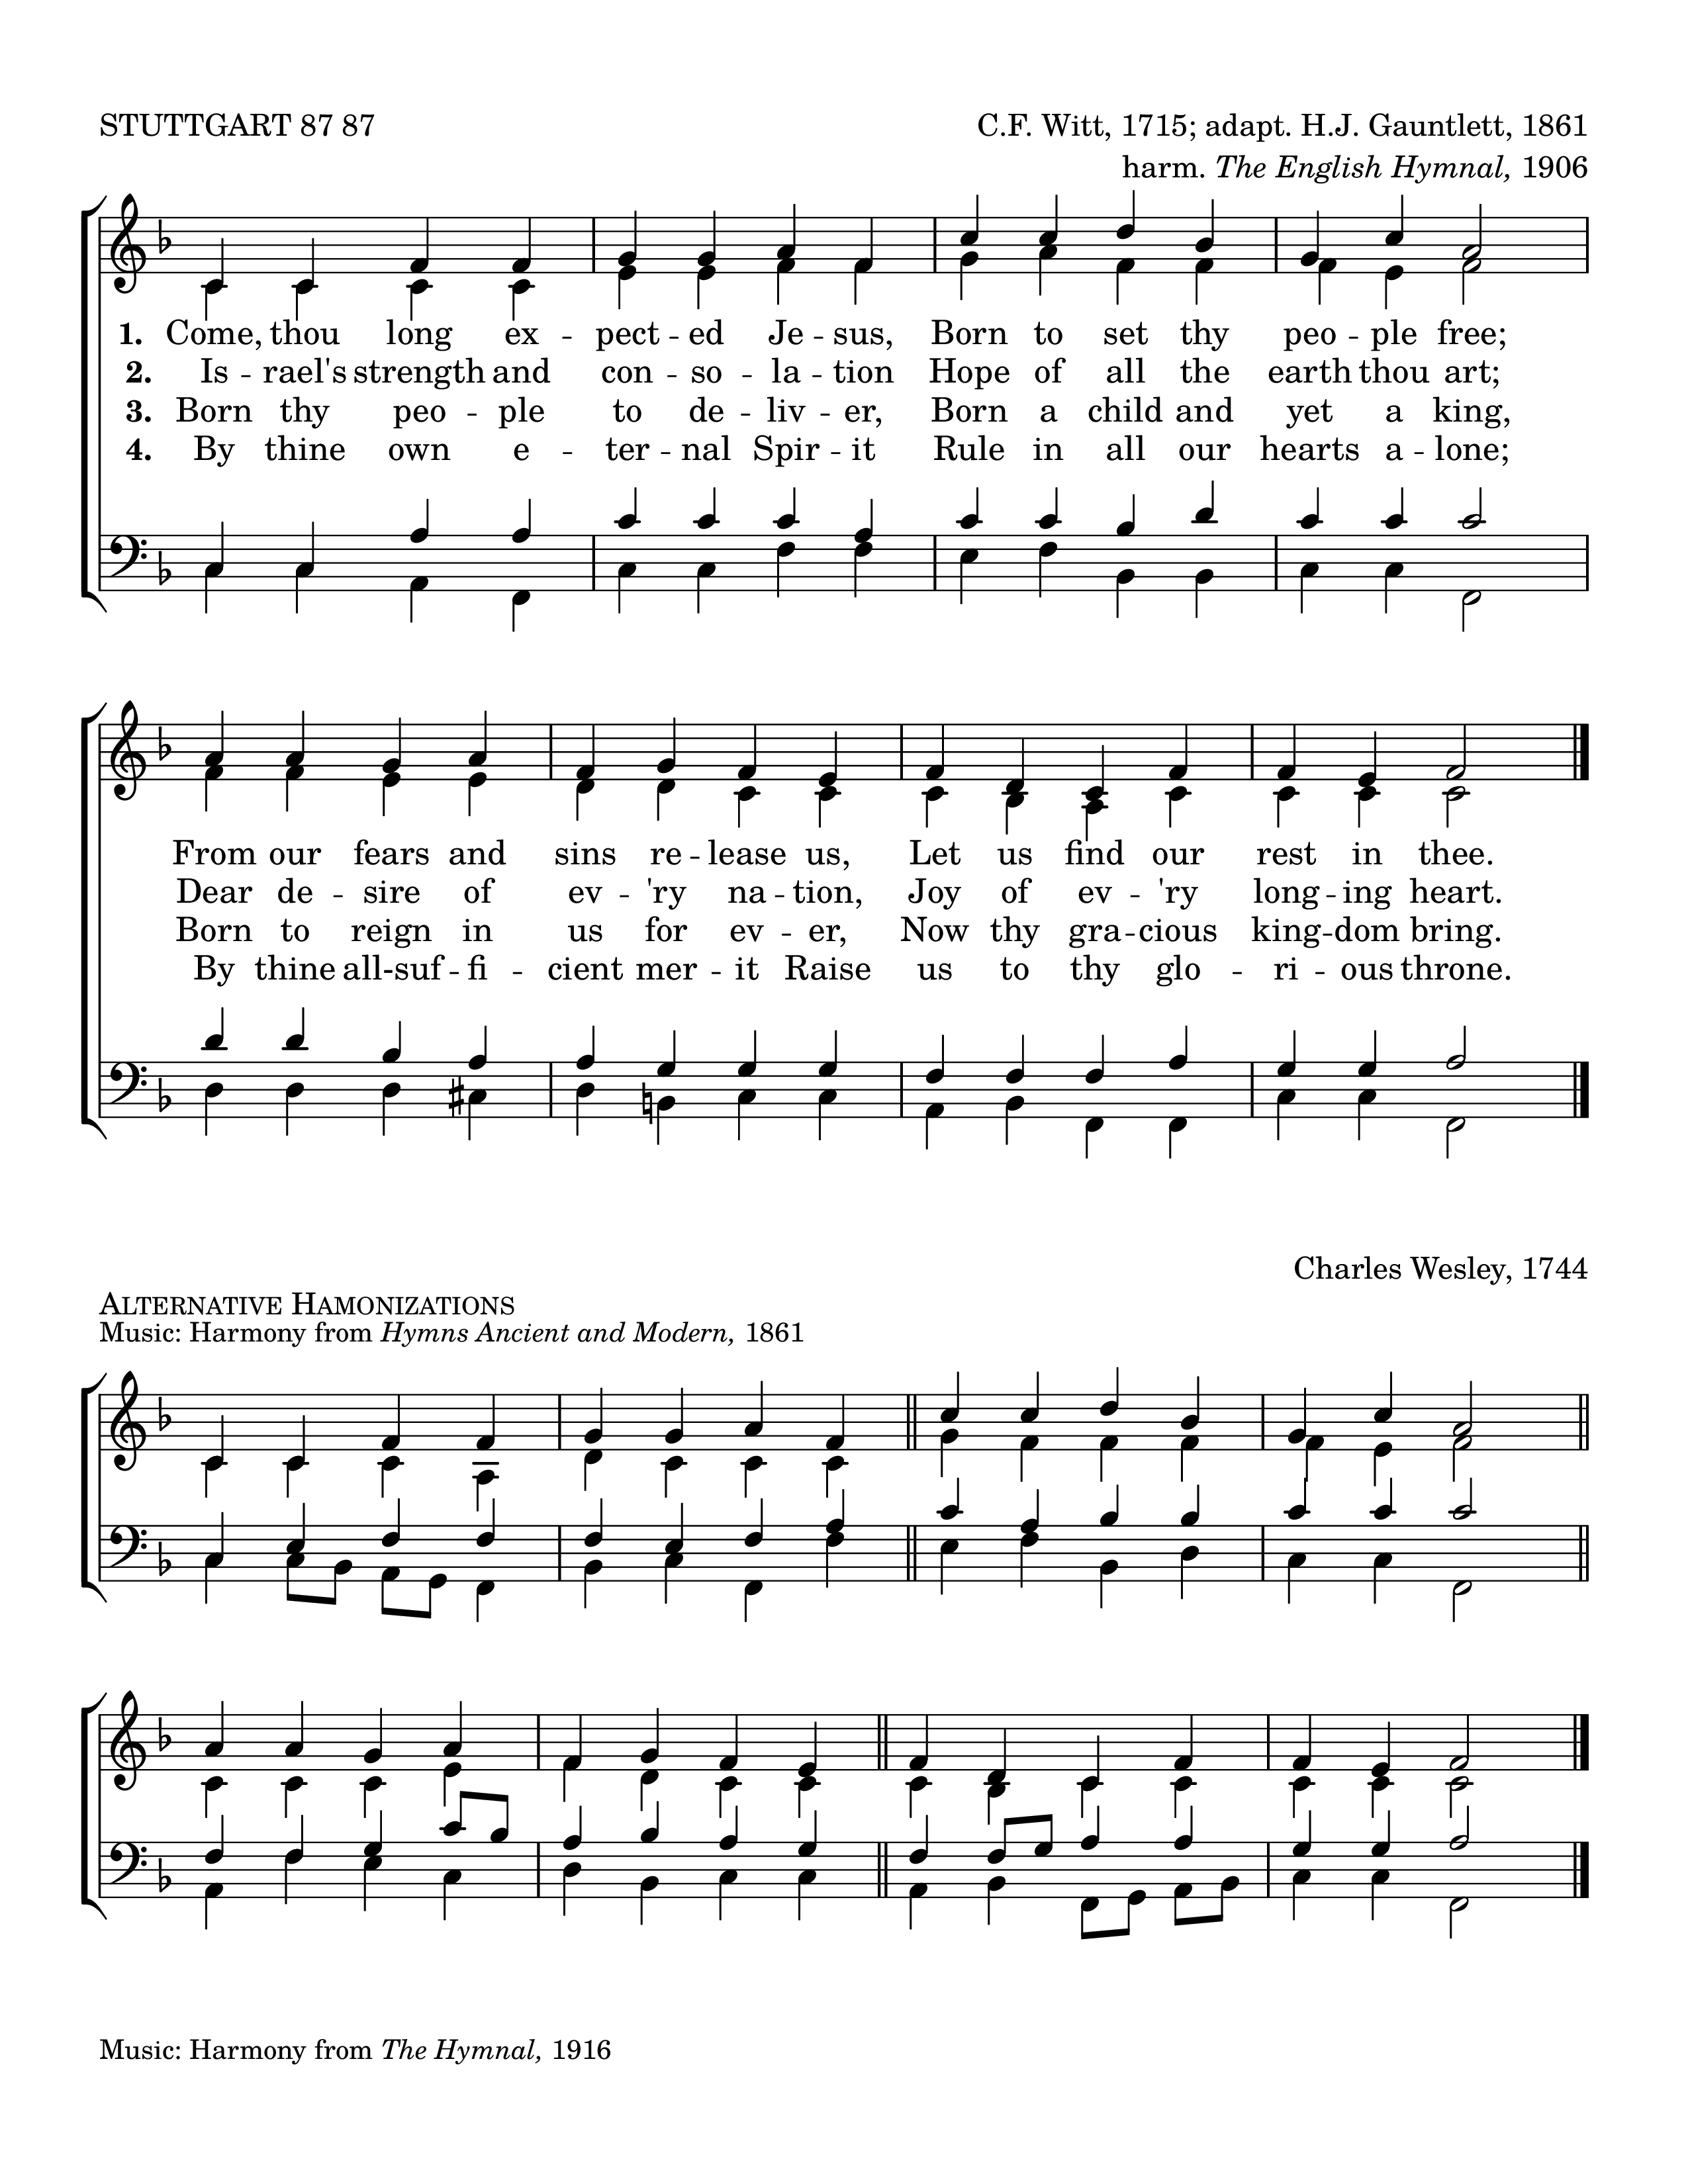 STUTTGART 87 87
C.F. Witt, 1715; adapt. H.J. Gauntlett, 1861
harm. The English Hymnal, 1906
1. Come, thou long ex - pect - ed Je - sus, Born to set thy peo - ple free;
2. Is - rael's strength and con - so - la - tion Hope of all the earth thou art;
3. Born thy peo - ple to de - liv - er, Born a child and yet a king,
4. By thine own e - ter - nal Spir - it Rule in all our hearts a - lone;
From our fears and sins re - lease us, Let us find our rest in thee.
Dear de - sire of ev - 'ry na - tion, Joy of ev - 'ry long - ing heart.
Born to reign in us for ev - er, Now thy gra - cious king - dom bring.
By thine all-suf - fi - cient mer - it Raise us to thy glo - ri - ous throne.
Charles Wesley, 1744
Alternative Hamonizations
Music: Harmony from Hymns Ancient and Modern, 1861
Music: Harmony from The Hymnal, 1916